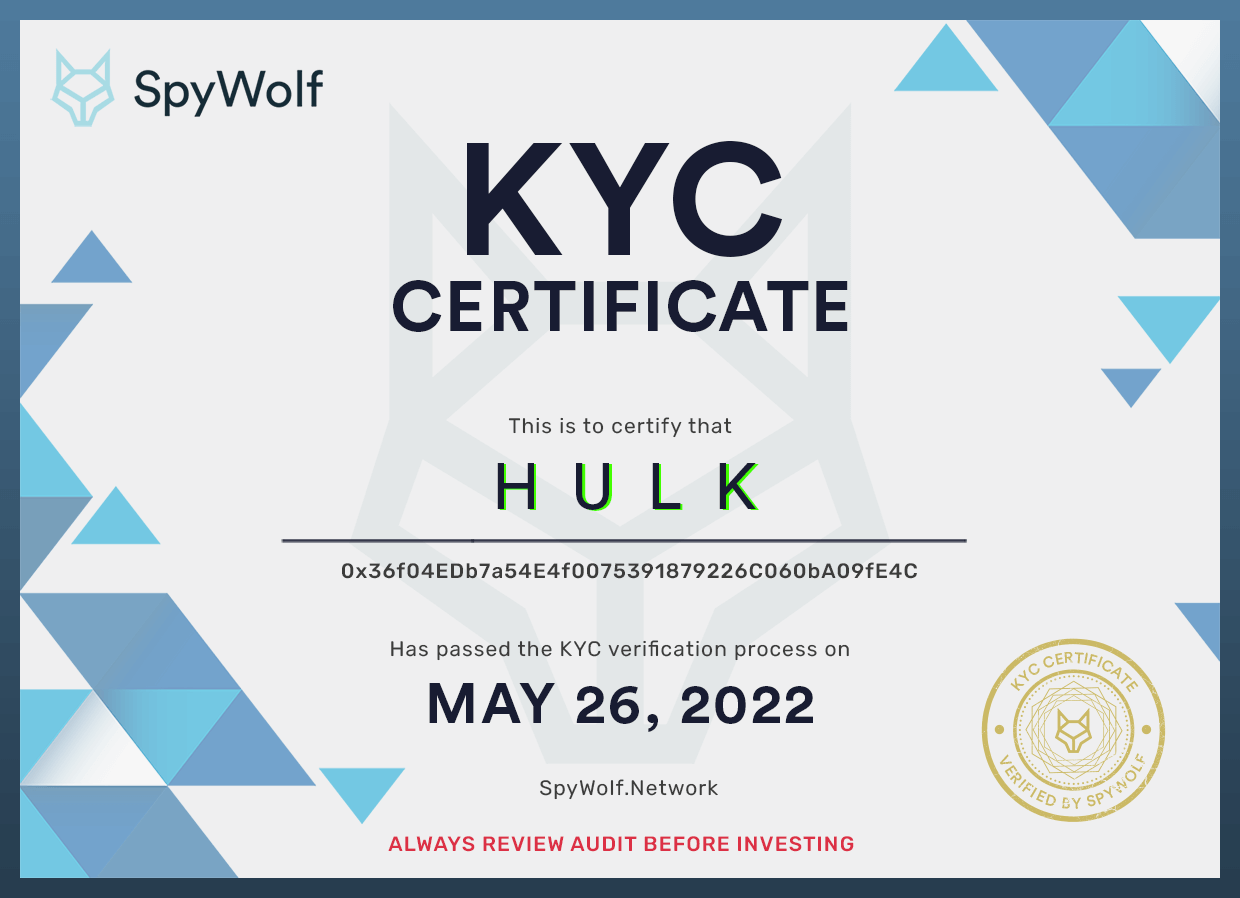 SpyWolf
KYC
CERTIFICATE
This is to certify that
HULK
0x36f04EDb7a54E4f0075391879226C060bA09fE4C
Has passed the KYC verification process on
MAY 26, 2022
SpyWolf.Network
ALWAYS REVIEW AUDIT BEFORE INVESTING
KYC CERTIFICATE
VERIFIED BY SPYWOLF